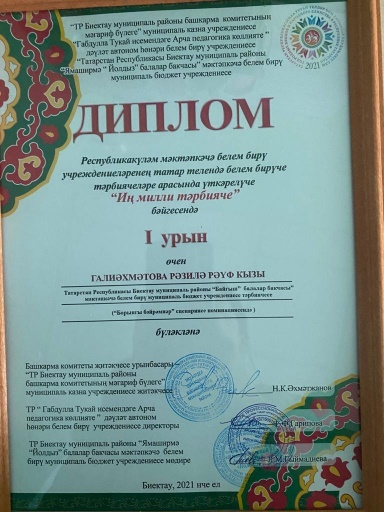 "ТР Биектау муниципаль районы башкарма комитетының
мәгариф бүлеге" муниципаль казна учреждениесе
"Габдулла Тукай исемендәге Арча педагогика көллияте"
дәүләт автоном һөнәри белем бирү учреждениесе
"Татарстан Республикасы Биектау муниципаль районы
"Ямаширмә "Йолдыз" балалар бакчасы" мәктәпкәчә белем бирү
муниципаль бюджет учреждениесе
2021
ДИПЛОМ
Республикакүләм мәктәпкәчә белем бирү
учреждениеләренең татар телендә белем бирүче
тәрбиячеләре арасында үткәрелүче
"Иң милли тәрбияче"
бәйгесендә
I урын
өчен
ГАЛИӘХМӘТОВА РӘЗИЛӘ РӘҮФ КЫЗЫ
Татарстан Республикасы Биектау муниципаль районы балалар бакчасы"
мәктәпкәчә белем бирү муниципаль бюджет учреждениесе тәрбиячесе
("Борынгы бәйрәмнәр" сценарие номинациясендә)
бүләкләнә
Башкарма комитеты җитәкчесе урынбасары –
"ТР Биектау муниципаль районы
башкарма комитетының мәгариф бүлеге"
муниципаль казна учреждениесе җитәкчесе
Н.К.Әхмәтҗанов
ТР "Габдулла Тукай исемендәге Арча
педагогика көллияте" дәүләт автоном
һөнәри белем бирү учреждениесе директоры
Г.Ф.Гарипова
ТР Биектау муниципаль районы "Ямаширмә
"Йолдыз" балалар бакчасы мәктәпкәчә белем
бирү муниципаль бюджет учреждениесе мөдире
Биектау, 2021 нче ел